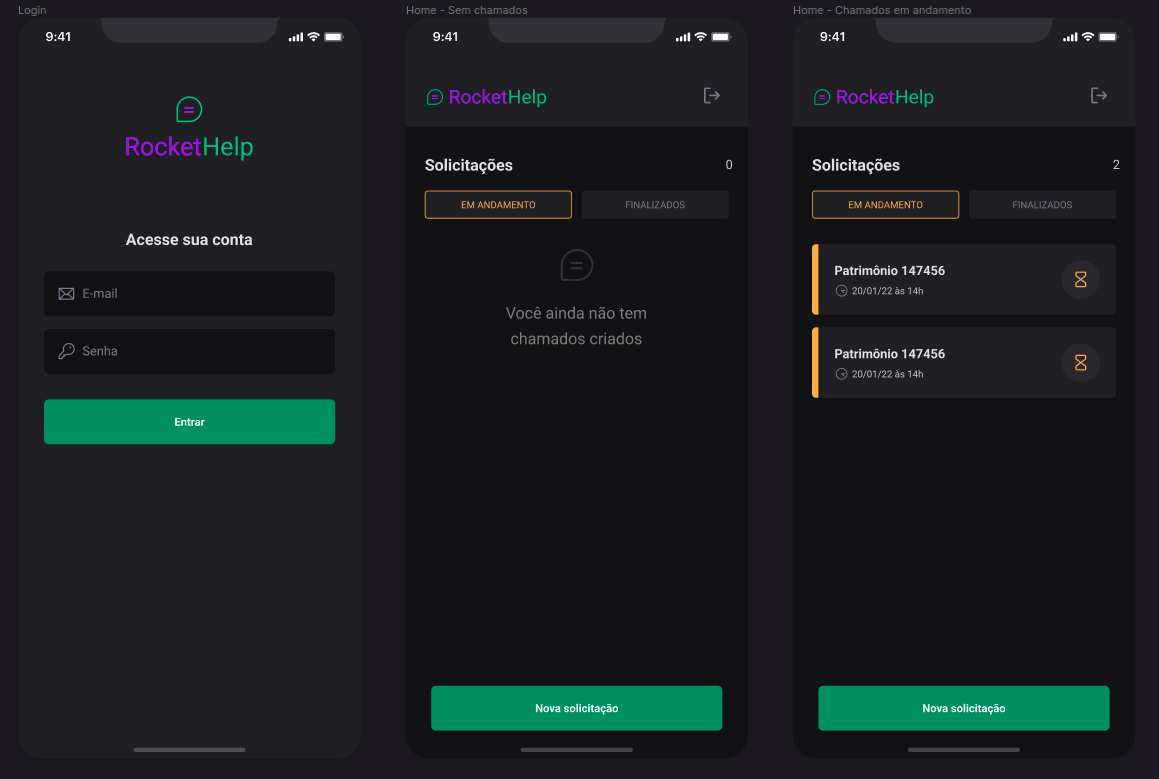 Login
9:41
RocketHelp
Acesse sua conta
E-mail
Senha
Entrar
Home - Sem chamados
9:41
RocketHelp
Solicitações 0
EM ANDAMENTO FINALIZADOS
Você ainda não tem
chamados criados
Nova solicitação
Home - Chamados em andamento
9:41
RocketHelp
Solicitações 2
EM ANDAMENTO FINALIZADOS
Patrimônio 147456
20/01/22 às 14h
Patrimônio 147456
20/01/22 às 14h
Nova solicitação